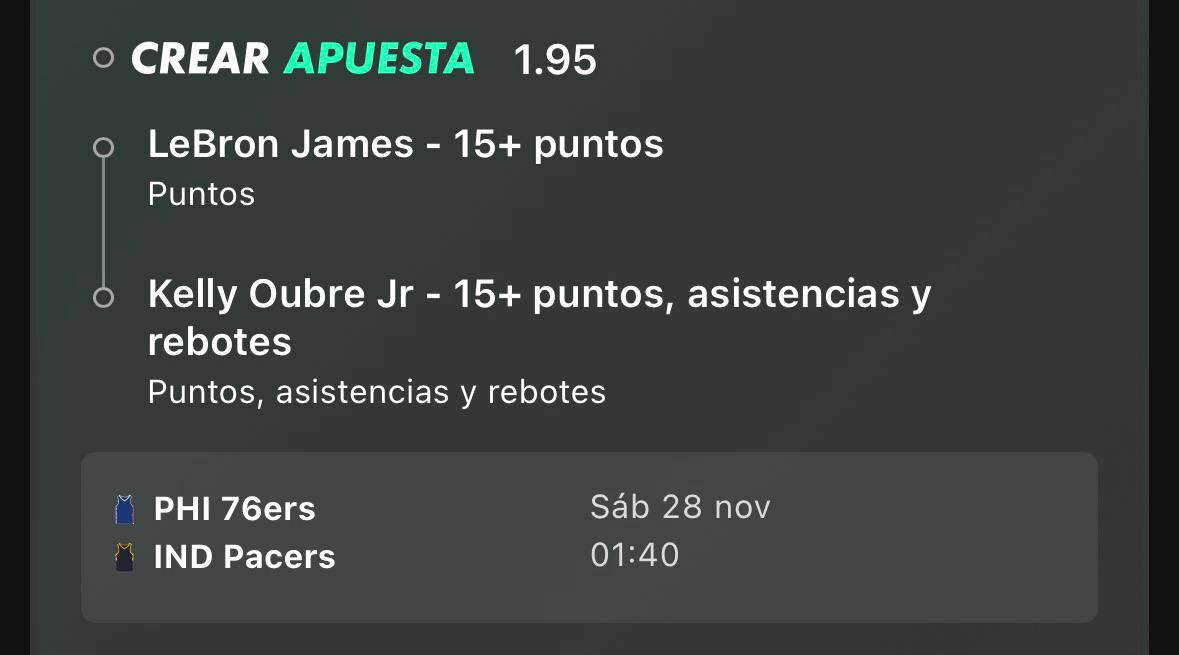 CREAR APUESTA 1.95
LeBron James - 15+ puntos
Puntos
Kelly Oubre Jr - 15+ puntos, asistencias y
rebotes
Puntos, asistencias y rebotes
PHI 76ers
Sáb 28 nov
IND Pacers
01:40